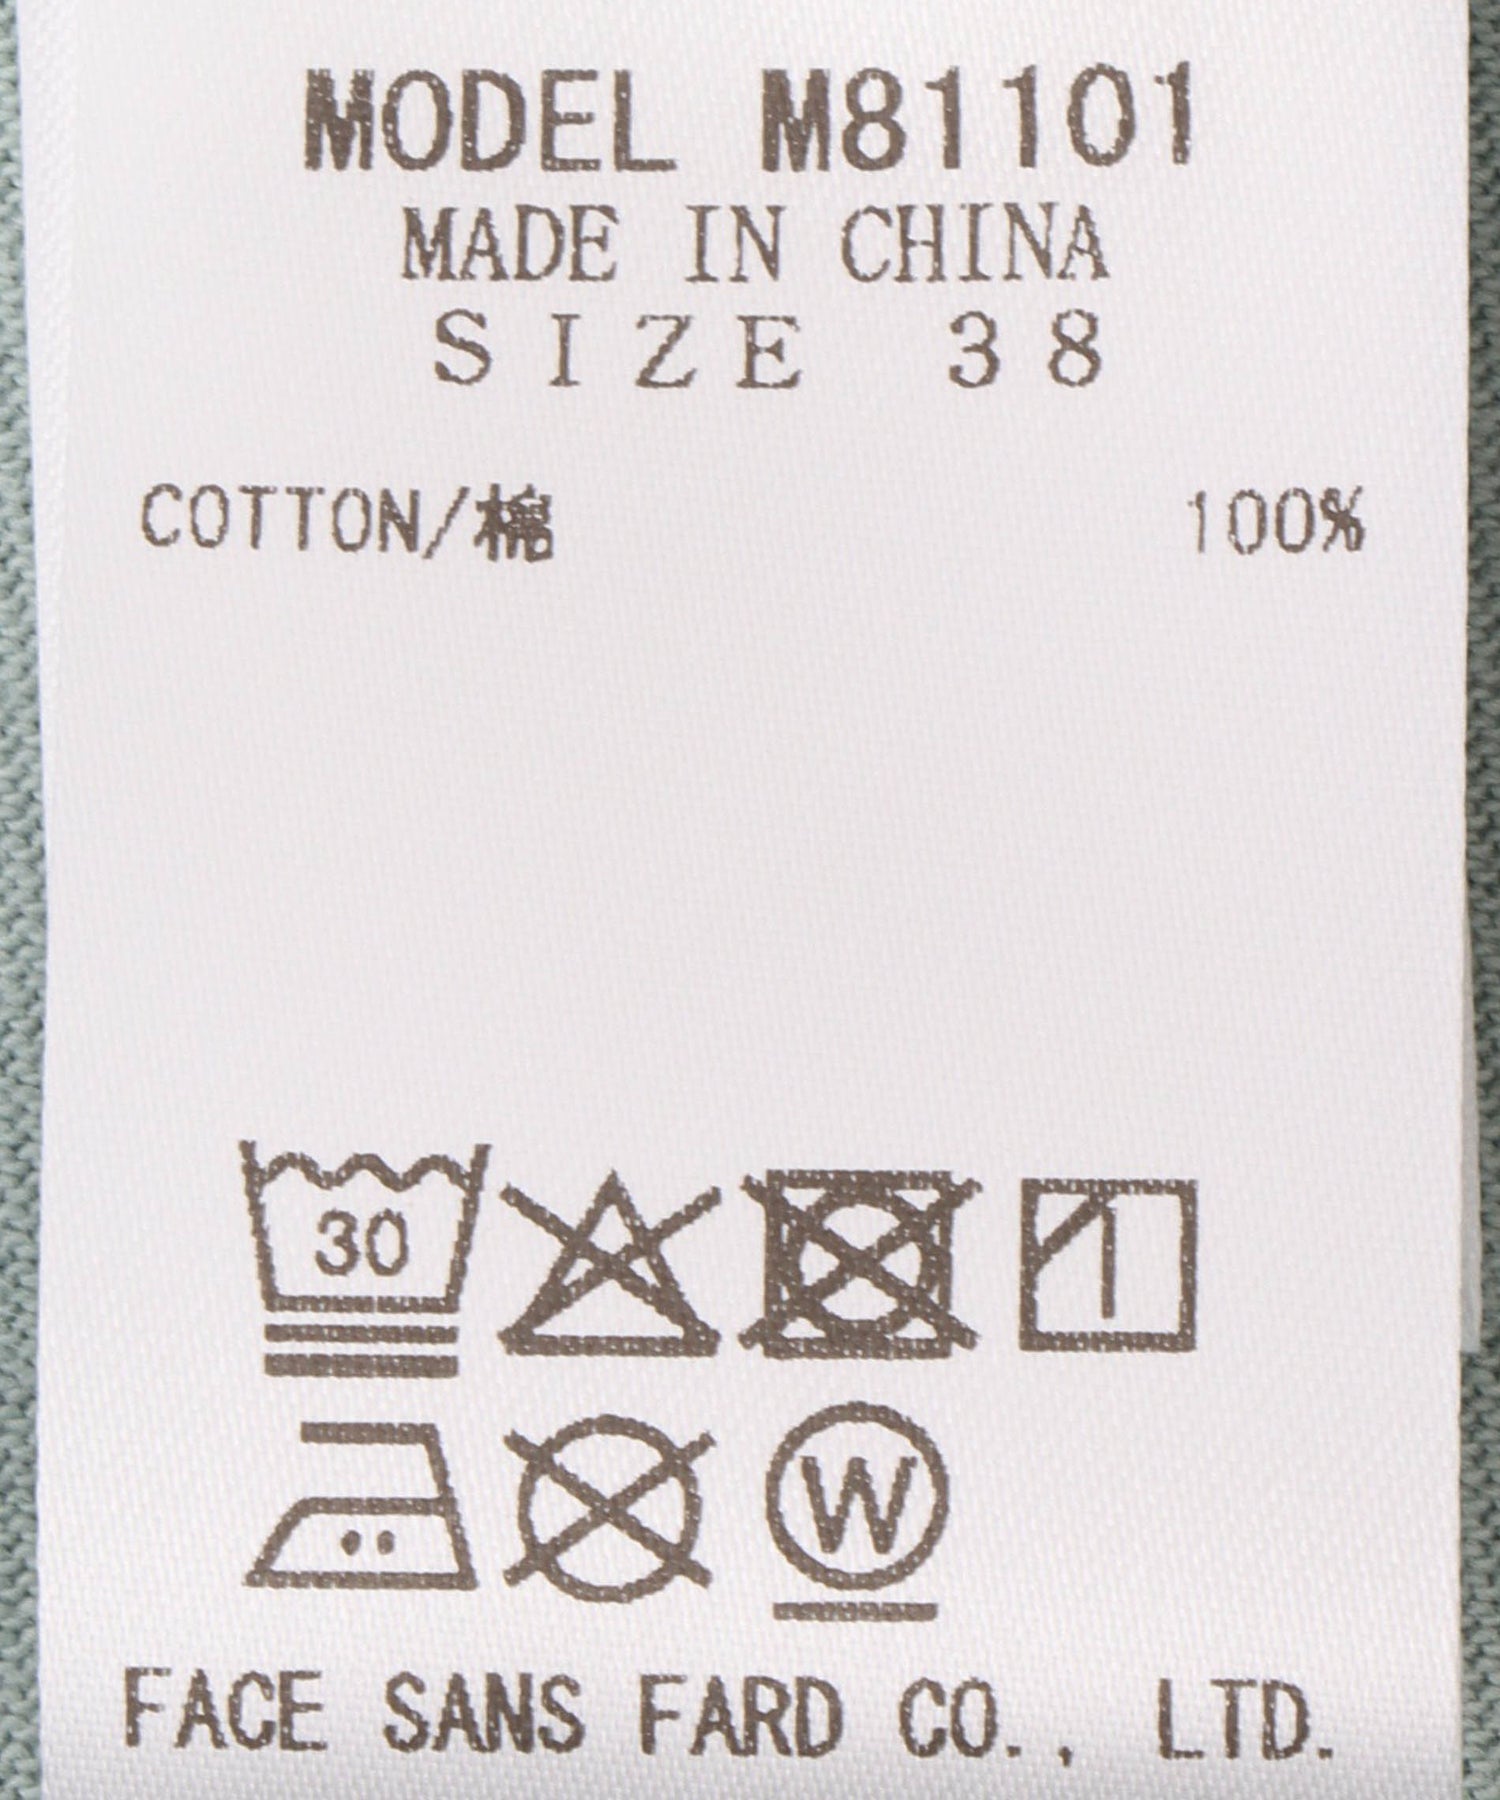 MODEL M81101
MADE IN CHINA
SIZE 38
COTTON/棉 100%
30
W
FACE SANS FARD CO., LTD.